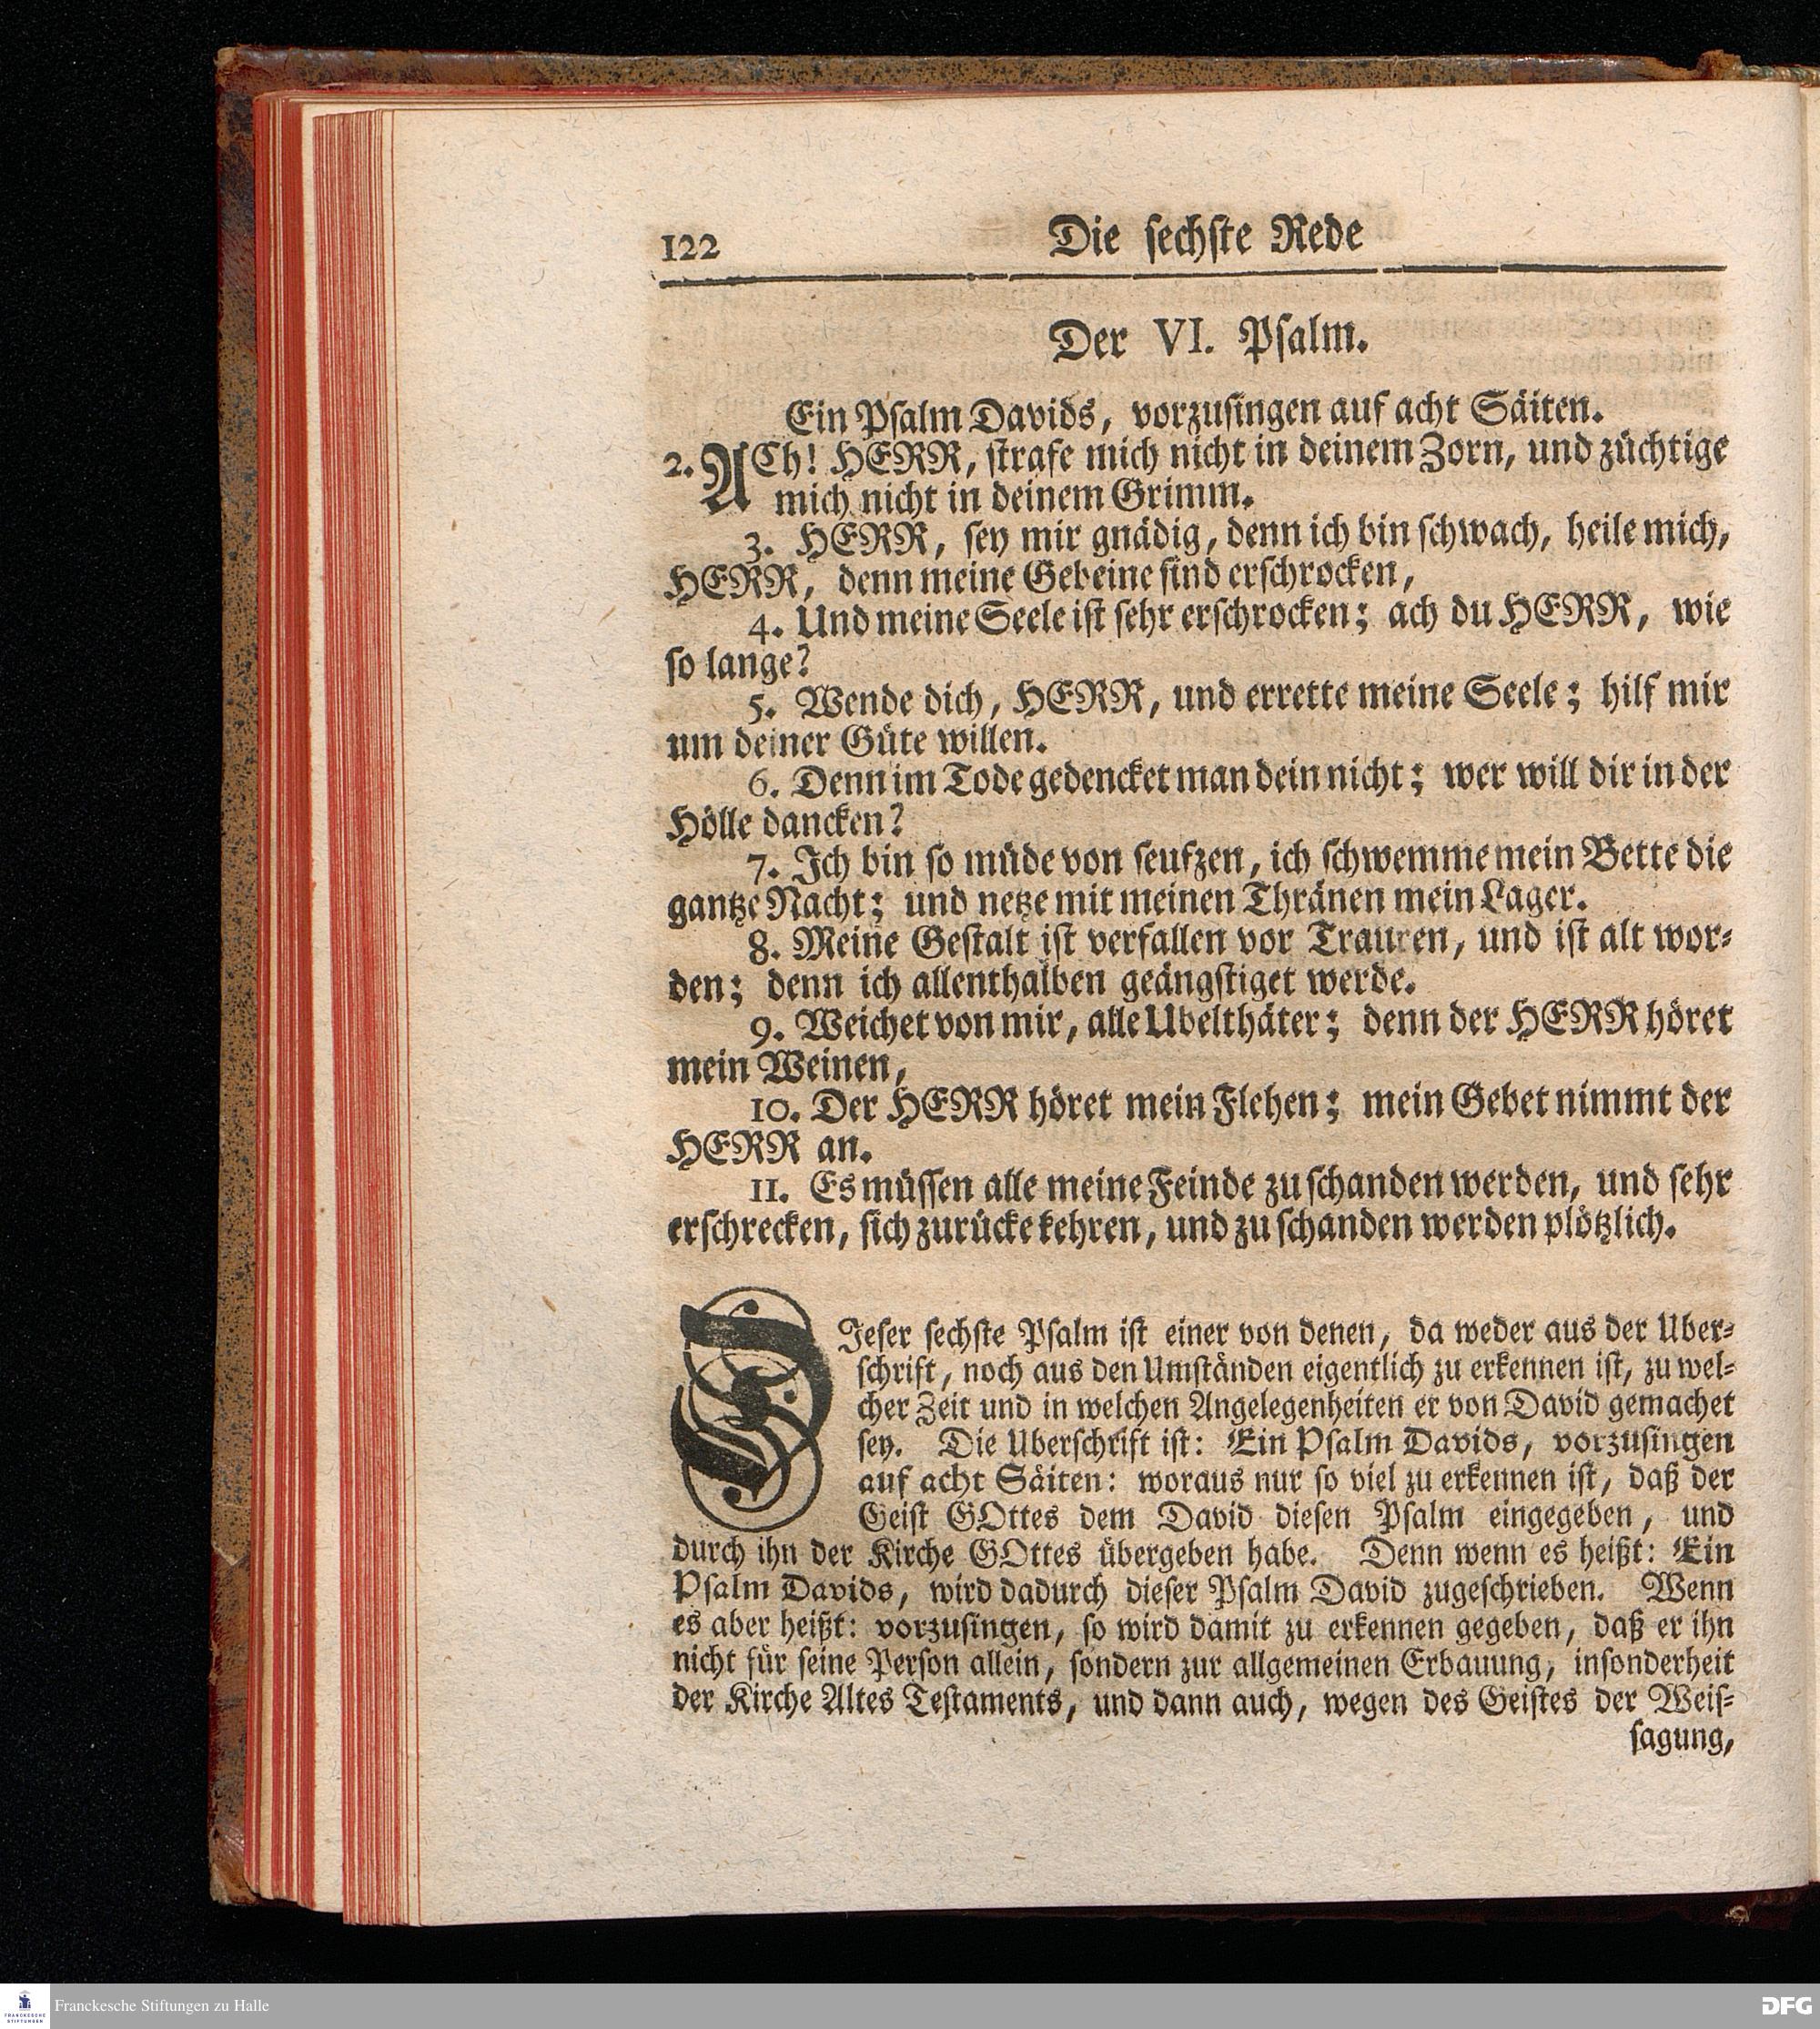 122 Die ſechſte Rede
Der VI. Pſalm.
Ein Pſalm Davids, vorzuſingen auf acht Säiten.
2. ACh! HERR, ſtrafe mich nicht in deinem Zorn, und züchtige
mich nicht in deinem Grimm.
3. HERR, ſey mir gnädig, denn ich bin ſchwach, heile mich,
HERR, denn meine Gebeine ſind erſchrocken,
4. Und meine Seele iſt ſehr erſchrocken; ach du HERR, wie
ſo lange?
5. Wende dich, HERR, und errette meine Seele; hilf mir
um deiner Güte willen.
6. Denn im Tode gedencket man dein nicht; wer will dir in der
Hölle dancken?
7. Ich bin ſo müde von ſeufzen, ich ſchwemme mein Bette die
gantze Nacht; und netze mit meinen Thränen mein Lager.
8. Meine Geſtalt iſt verfallen vor Trauren, und iſt alt wor⸗
den; denn ich allenthalben geängſtiget werde.
9. Weichet von mir, alle Ubelthäter; denn der HERR höret
mein Weinen,
10. Der HERR höret mein Flehen; mein Gebet nimmt der
HERR an.
11. Es müſſen alle meine Feinde zu ſchanden werden, und ſehr
erſchrecken, ſich zurücke kehren, und zu ſchanden werden plötzlich.
DIeſer ſechſte Pſalm iſt einer von denen, da weder aus der Uber⸗
ſchrift, noch aus den Umſtänden eigentlich zu erkennen iſt, zu wel⸗
cher Zeit und in welchen Angelegenheiten er von David gemachet
ſey. Die Uberſchrift iſt: Ein Pſalm Davids, vorzuſingen
auf acht Säiten: woraus nur ſo viel zu erkennen iſt, daß der
Geiſt GOttes dem David dieſen Pſalm eingegeben, und
durch ihn der Kirche GOttes übergeben habe. Denn wenn es heißt: Ein
Pſalm Davids, wird dadurch dieſer Pſalm David zugeſchrieben. Wenn
es aber heißt: vorzuſingen, ſo wird damit zu erkennen gegeben, daß er ihn
nicht für ſeine Perſon allein, ſondern zur allgemeinen Erbauung, inſonderheit
der Kirche Altes Teſtaments, und dann auch, wegen des Geiſtes der Weiſ⸗
ſagung,
FRANCKESCHE
STIFTUNGEN
Franckesche Stiftungen zu Halle
DFG